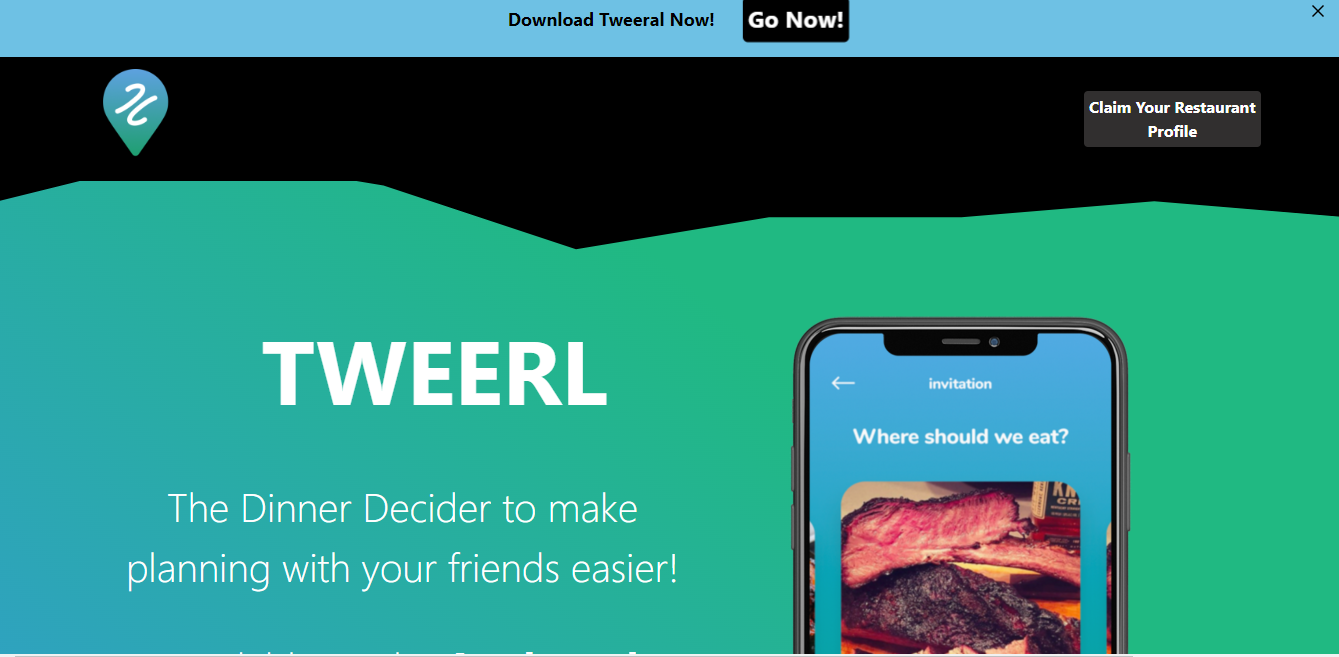 Download Tweeral Now!
Go Now!
Claim Your Restaurant
Profile
TWEERL
The Dinner Decider to make
planning with your friends easier!
invitation
Where should we eat?